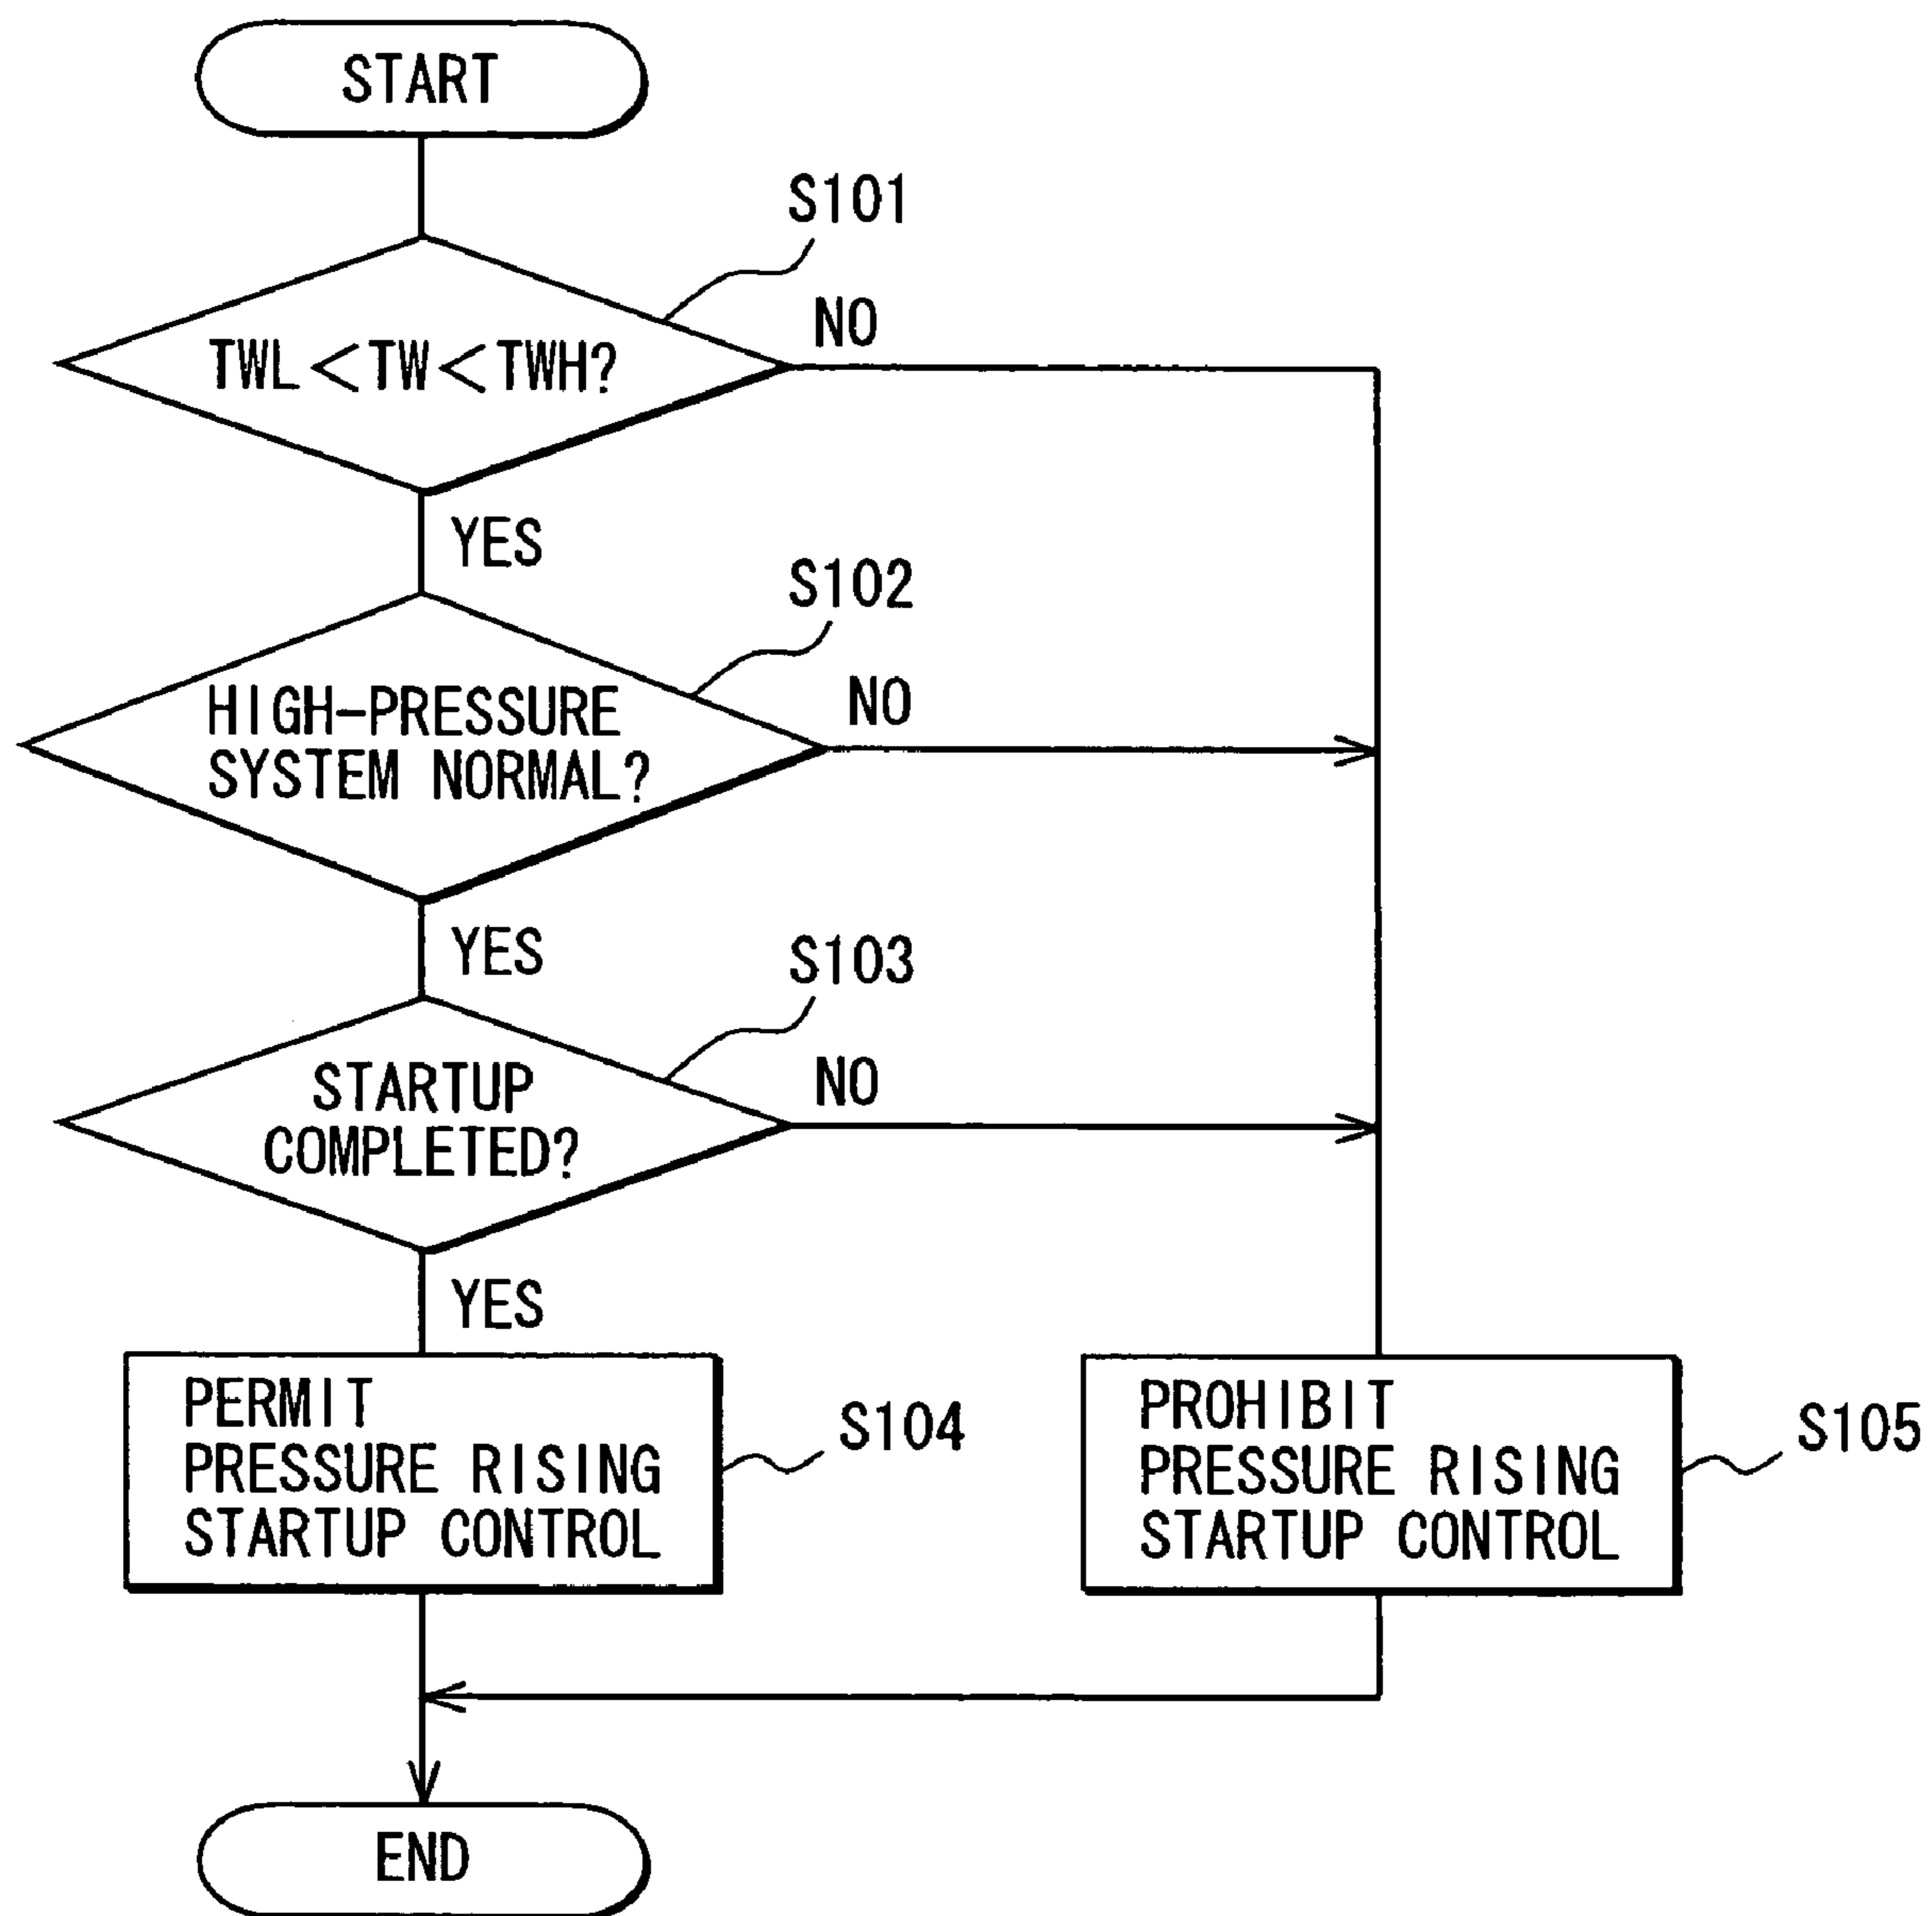 START
S101
TWL<TW<TWH?
NO
YES
S102
HIGH-PRESSURE
SYSTEM NORMAL?
NO
YES
S103
STARTUP
COMPLETED?
NO
YES
PERMIT
PRESSURE RISING
STARTUP CONTROL
S104
PROHIBIT
PRESSURE RISING
STARTUP CONTROL
S105
END